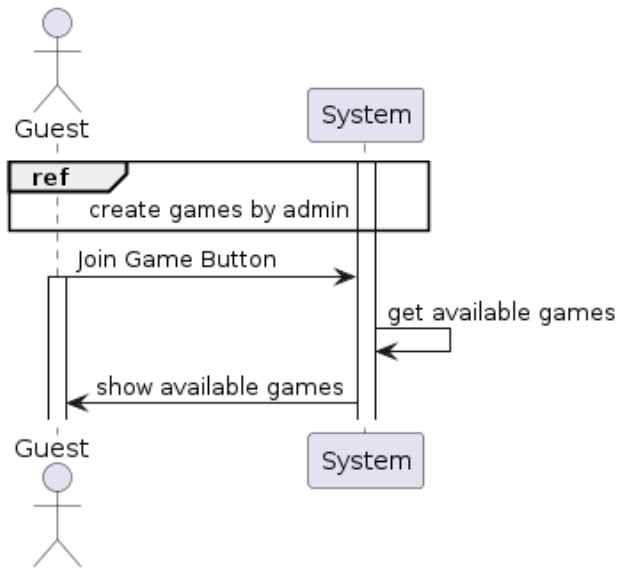 Guest
System
ref
create games by admin
Join Game Button
get available games
show available games
Guest
System